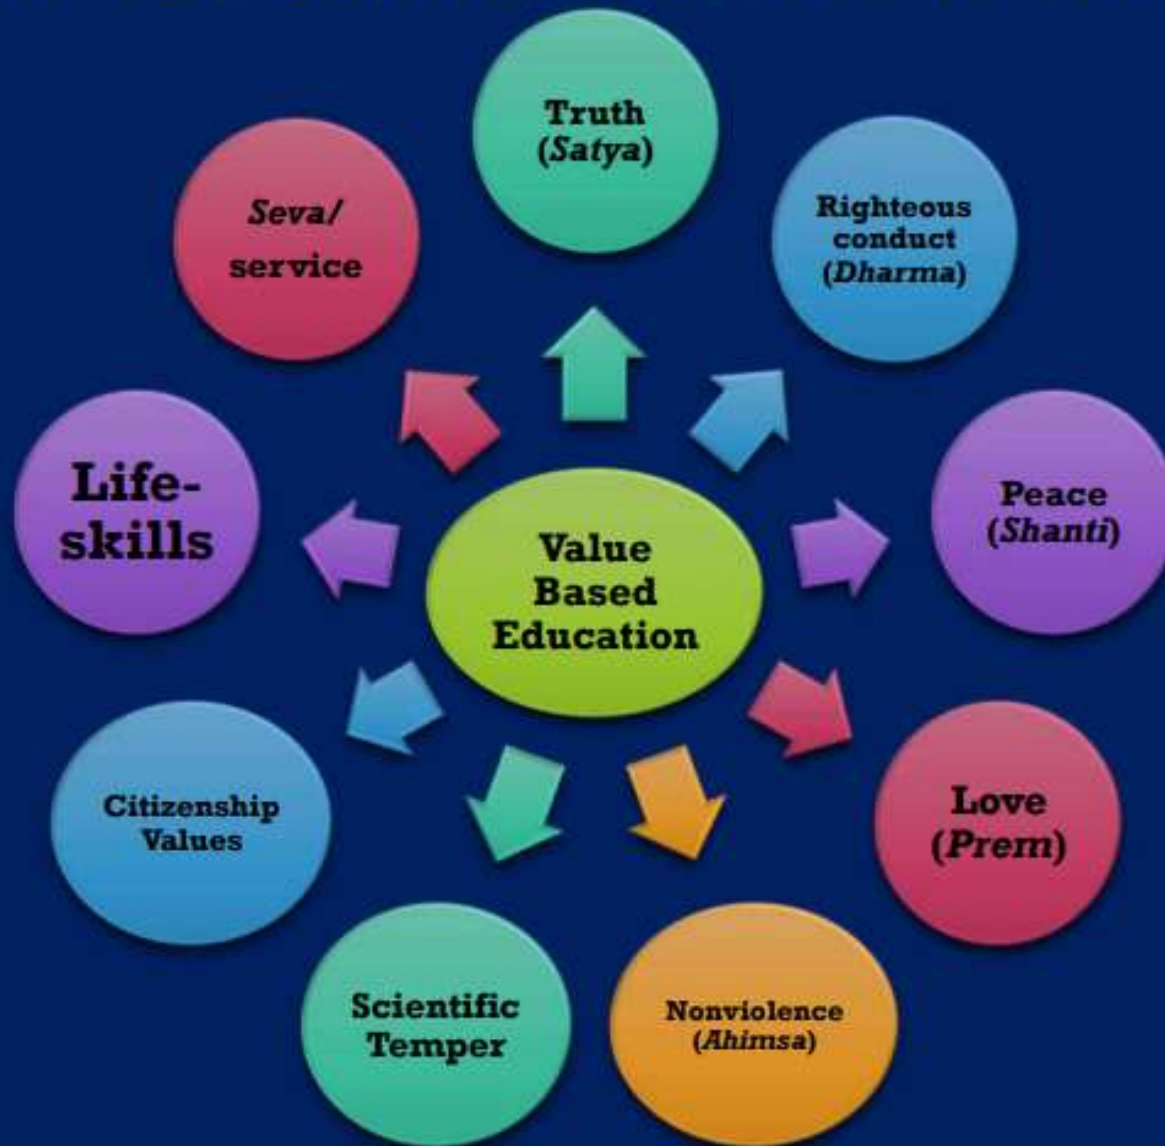 Truth
(Satya)
Righteous
conduct
(Dharma)
Peace
(Shanti)
Love
(Prem)
Nonviolence
(Ahimsa)
Scientific
Temper
Citizenship
Values
Life-
skills
Seva/
service
Value
Based
Education